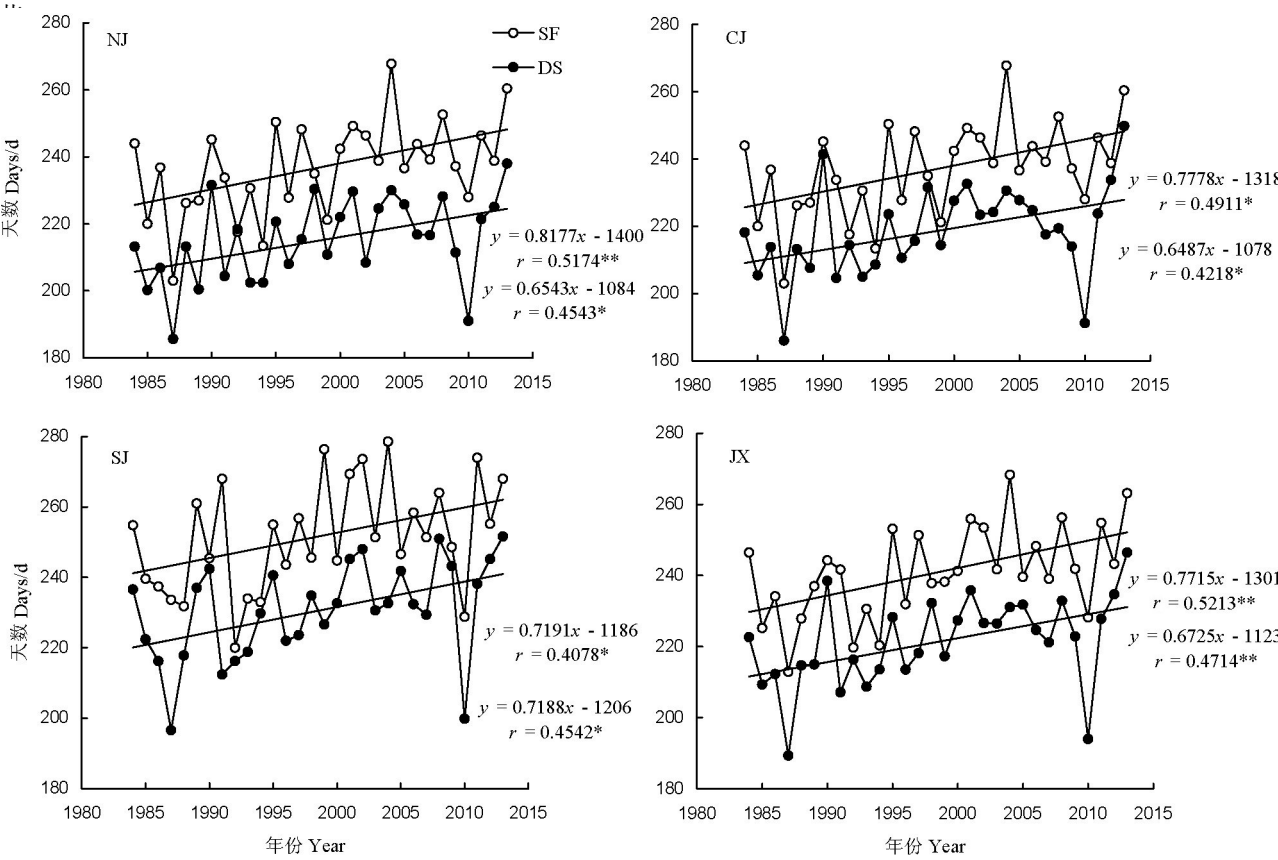 280
260
240
220
200
180
天数 Days/d
NJ
SF
DS
y = 0.8177x - 1400
r = 0.5174**
y = 0.6543x - 1084
r = 0.4543*
1980 1985 1990 1995 2000 2005 2010 2015
280
260
240
220
200
180
CJ
y = 0.7778x - 1318
r = 0.4911*
y = 0.6487x - 1078
r = 0.4218*
1980 1985 1990 1995 2000 2005 2010 2015
280
260
240
220
200
180
天数 Days/d
SJ
y = 0.7191x - 1186
r = 0.4078*
y = 0.7188x - 1206
r = 0.4542*
1980 1985 1990 1995 2000 2005 2010 2015
年份 Year
280
260
240
220
200
180
JX
y = 0.7715x - 1301
r = 0.5213**
y = 0.6725x - 1123
r = 0.4714**
1980 1985 1990 1995 2000 2005 2010 2015
年份 Year